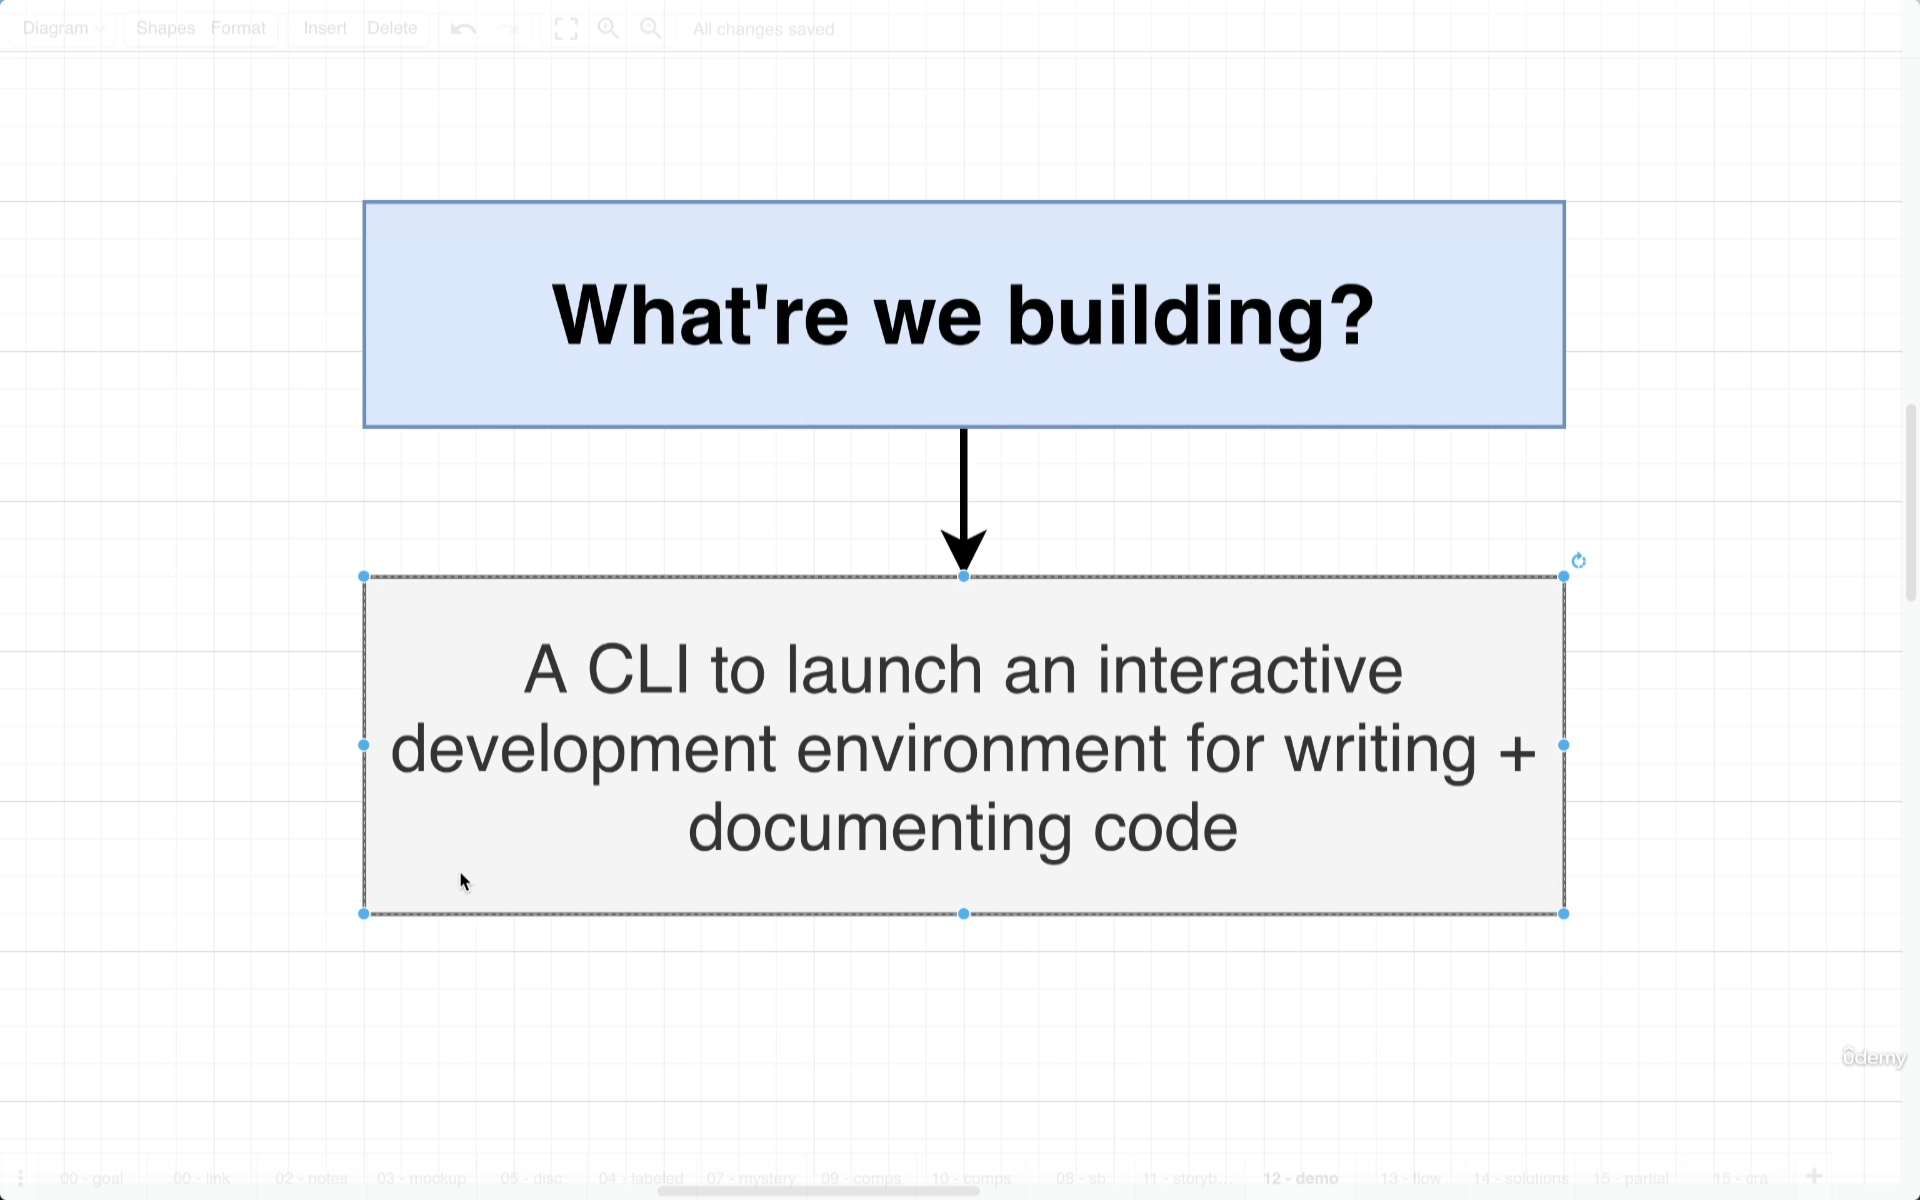 Diagram
Shapes
Format
Insert
Delete
All changes saved
What're we building?
A CLI to launch an interactive
development environment for writing +
documenting code
ûdemy
00 - goal
00 - link
02 - notes
03 - mockup
05 - disc
04 - labeled
07 - mystery
09 - comps
10 - comps
08 - sb
11 - storyb...
12 - demo
13 - flow
14 - solutions
15 - partial
15 - cra